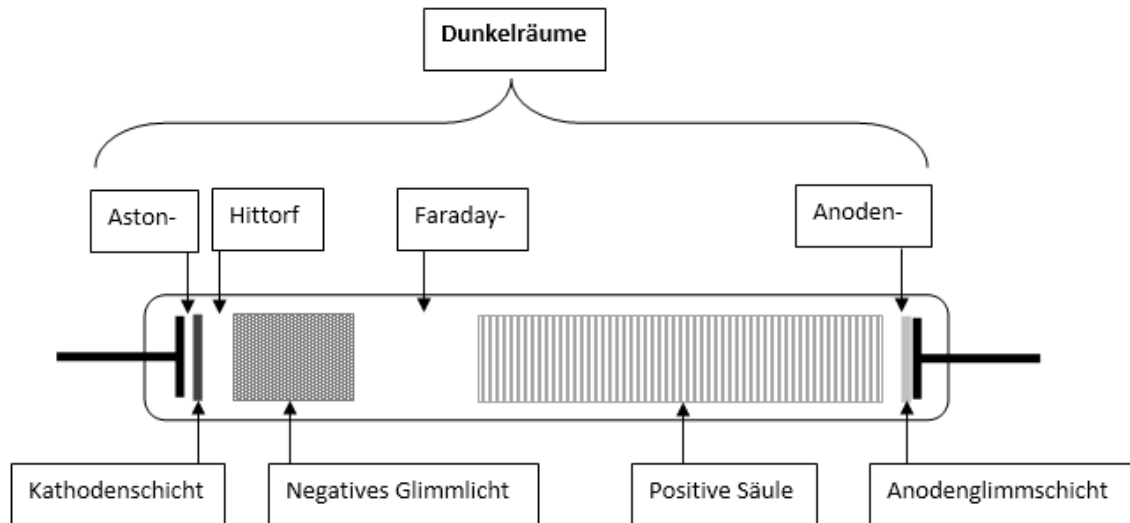 Dunkelräume
Aston-
Hittorf
Faraday-
Anoden-
Kathodenschicht
Negatives Glimmlicht
Positive Säule
Anodenglimmschicht